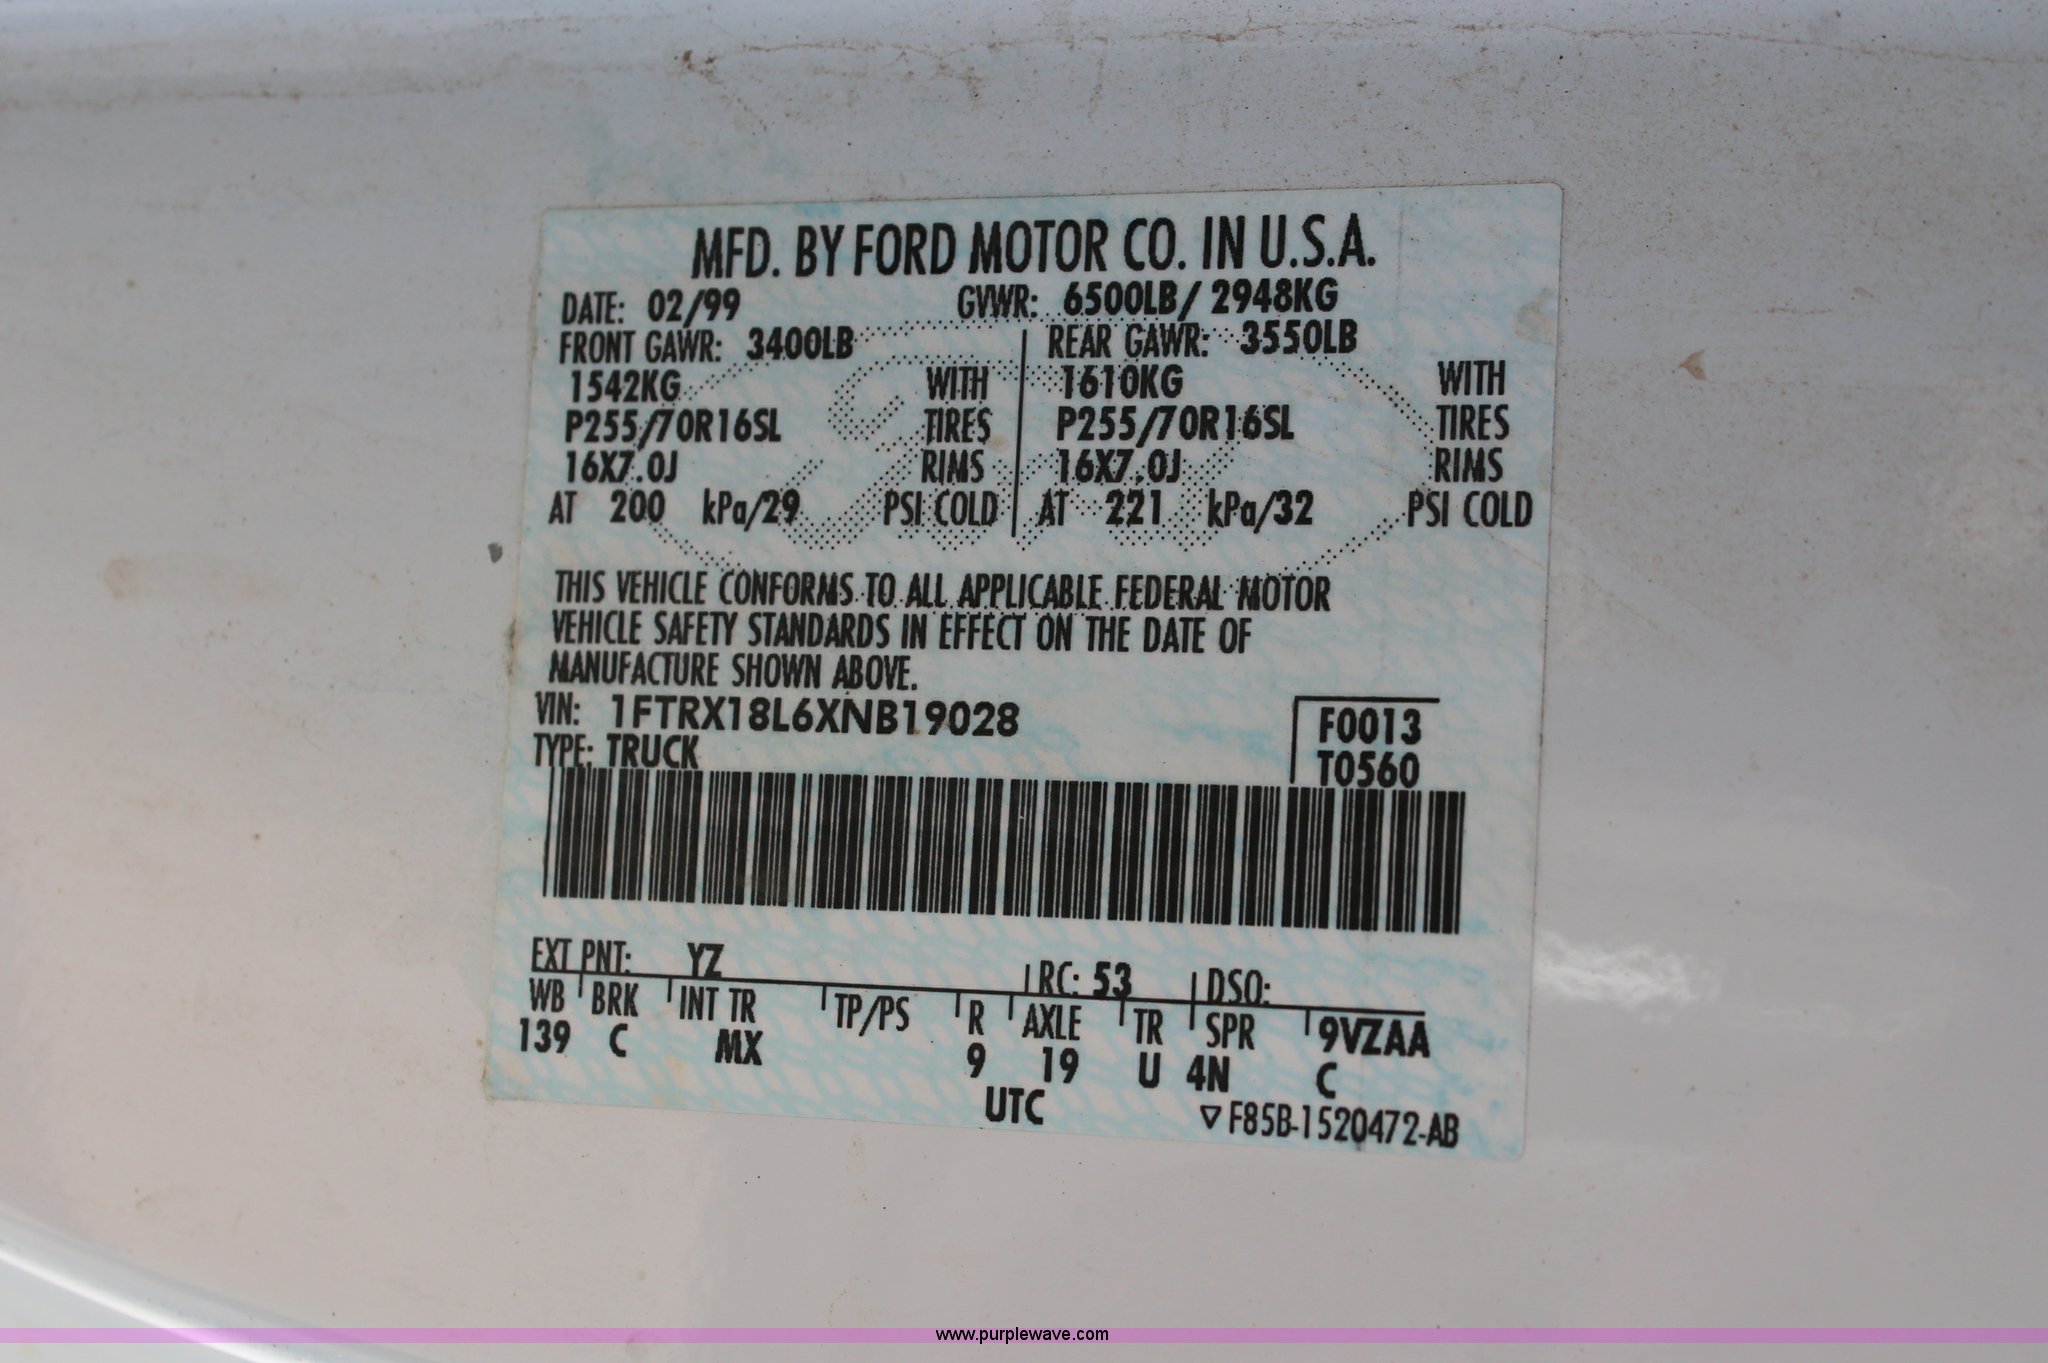 MFD. BY FORD MOTOR CO. IN U.S.A.
DATE: 02/99 GVWR: 6500LB/ 2948KG
FRONT GAWR: 3400LB REAR GAWR: 3550LB
1542KG WITH 1610KG WITH
P255/70R16SL TIRES P255/70R16SL TIRES
16X7.0J RIMS 16X7.0J RIMS
AT 200 kPa/29 PSI COLD AT 221 kPa/32 PSI COLD
THIS VEHICLE CONFORMS TO ALL APPLICABLE FEDERAL MOTOR
VEHICLE SAFETY STANDARDS IN EFFECT ON THE DATE OF
MANUFACTURE SHOWN ABOVE.
VIN: 1FTRX18L6XNB19028 F0013
TYPE: TRUCK T0560
EXT PNT: YZ RC: 53 DSO:
WB BRK INT TR TP/PS R AXLE TR SPR 9VZAA
139 C MX 9 19 U 4N C
UTC ▽F85B-1520472-AB
www.purplewave.com